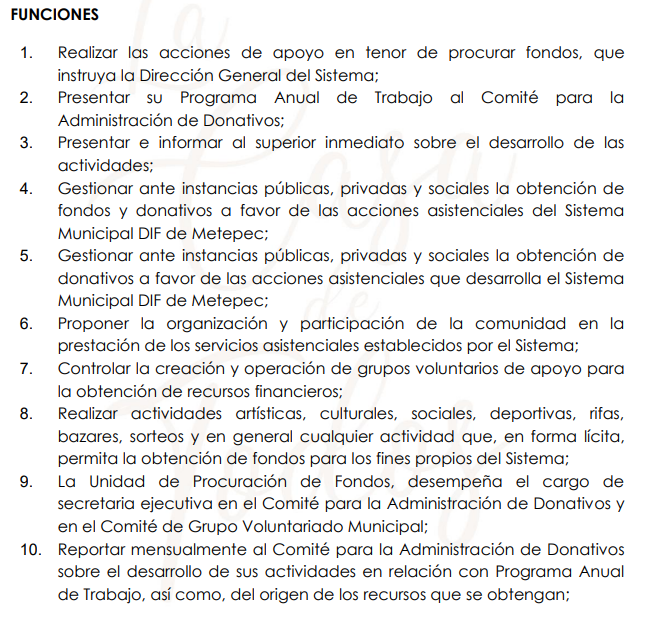 FUNCIONES
1. Realizar las acciones de apoyo en tenor de procurar fondos, que
instruya la Dirección General del Sistema;
2. Presentar su Programa Anual de Trabajo al Comité para la
Administración de Donativos;
3. Presentar e informar al superior inmediato sobre el desarrollo de las
actividades;
4. Gestionar ante instancias públicas, privadas y sociales la obtención de
fondos y donativos a favor de las acciones asistenciales del Sistema
Municipal DIF de Metepec;
5. Gestionar ante instancias públicas, privadas y sociales la obtención de
donativos a favor de las acciones asistenciales que desarrolla el Sistema
Municipal DIF de Metepec;
6. Proponer la organización y participación de la comunidad en la
prestación de los servicios asistenciales establecidos por el Sistema;
7. Controlar la creación y operación de grupos voluntarios de apoyo para
la obtención de recursos financieros;
8. Realizar actividades artísticas, culturales, sociales, deportivas, rifas,
bazares, sorteos y en general cualquier actividad que, en forma lícita,
permita la obtención de fondos para los fines propios del Sistema;
9. La Unidad de Procuración de Fondos, desempeña el cargo de
secretaria ejecutiva en el Comité para la Administración de Donativos y
en el Comité de Grupo Voluntariado Municipal;
10. Reportar mensualmente al Comité para la Administración de Donativos
sobre el desarrollo de sus actividades en relación con Programa Anual
de Trabajo, así como, del origen de los recursos que se obtengan;
La
Casa
de
Todos